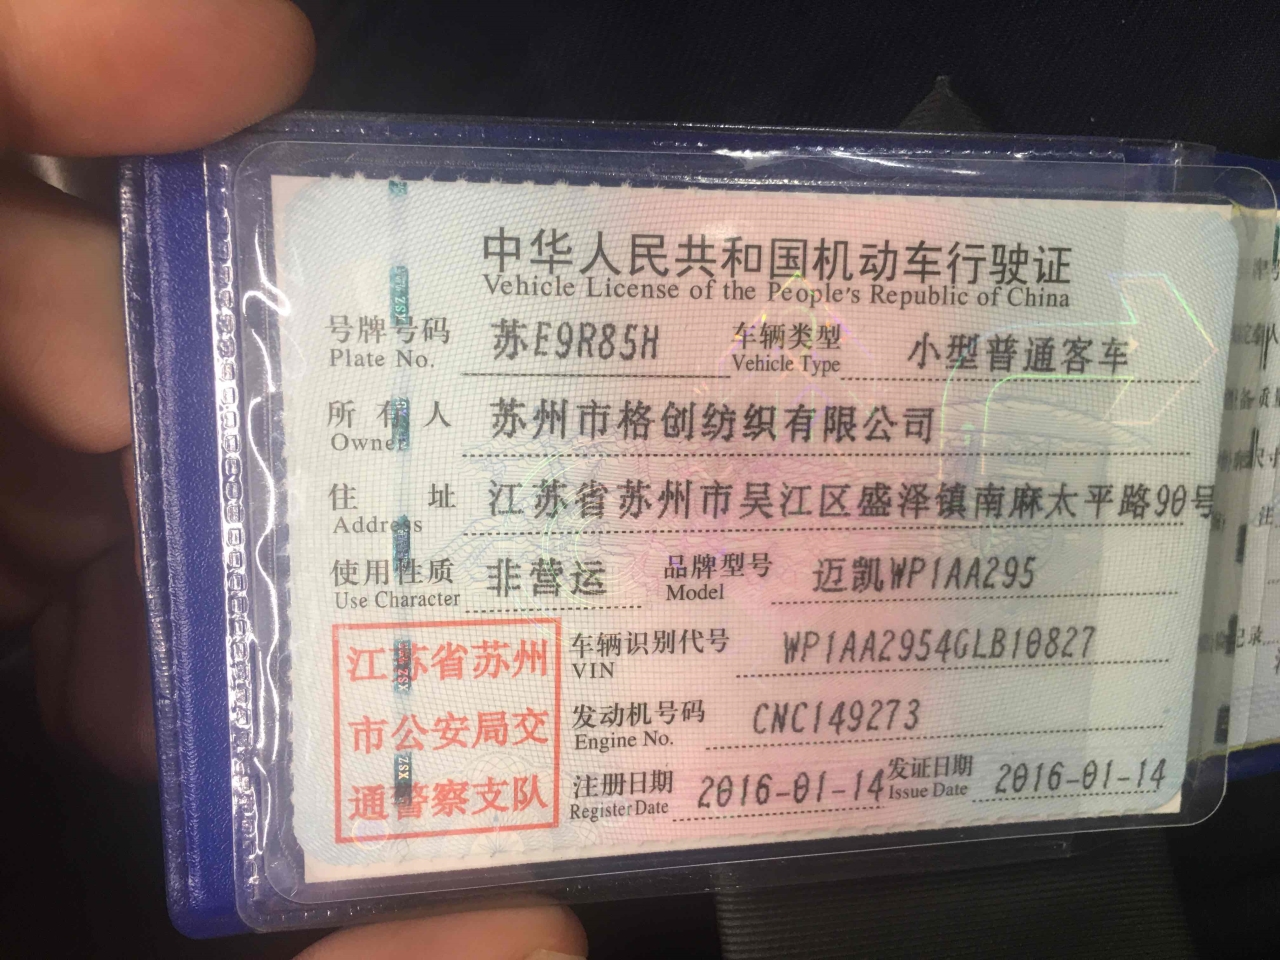 中华人民共和国机动车行驶证
Vehicle License of the People's Republic of China
号牌号码 苏E9R85H 车辆类型 小型普通客车
Plate No. Vehicle Type
所有人 苏州市格创纺织有限公司
Owner
住址 江苏省苏州市吴江区盛泽镇南麻太平路90号
Address
使用性质 非营运 品牌型号 迈凯WP1AA295
Use Character Model
车辆识别代号 WP1AA2954GLB10827
VIN
发动机号码 CNC149273
Engine No.
注册日期 2016-01-14 发证日期 2016-01-14
Register Date Issue Date
江苏省苏州
市公安局交
通警察支队